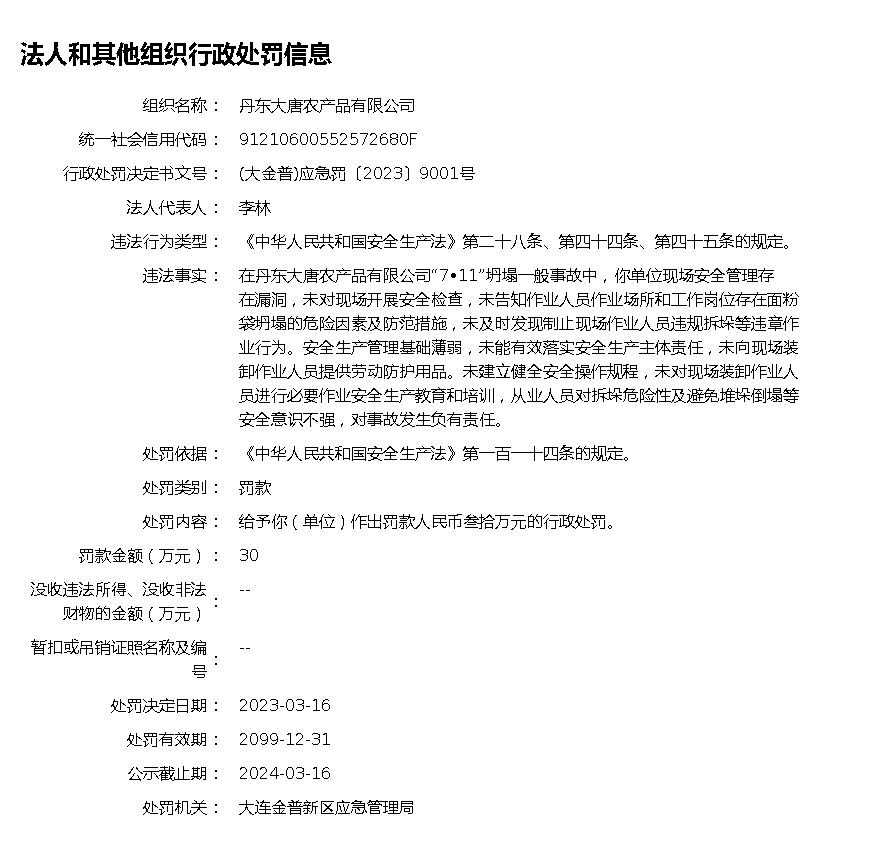 法人和其他组织行政处罚信息
组织名称： 丹东大唐农产品有限公司
统一社会信用代码： 91210600552572680F
行政处罚决定书文号： (大金普)应急罚〔2023〕9001号
法人代表人： 李林
违法行为类型： 《中华人民共和国安全生产法》第二十八条、第四十四条、第四十五条的规定。
违法事实： 在丹东大唐农产品有限公司“7•11”坍塌一般事故中，你单位现场安全管理存
在漏洞，未对现场开展安全检查，未告知作业人员作业场所和工作岗位存在面粉
袋坍塌的危险因素及防范措施，未及时发现制止现场作业人员违规拆垛等违章作
业行为。安全生产管理基础薄弱，未能有效落实安全生产主体责任，未向现场装
卸作业人员提供劳动防护用品。未建立健全安全操作规程，未对现场装卸作业人
员进行必要作业安全生产教育和培训，从业人员对拆垛危险性及避免堆垛倒塌等
安全意识不强，对事故发生负有责任。
处罚依据： 《中华人民共和国安全生产法》第一百一十四条的规定。
处罚类别： 罚款
处罚内容： 给予你（单位）作出罚款人民币叁拾万元的行政处罚。
罚款金额（万元）： 30
没收违法所得、没收非法
财物的金额（万元）： --
暂扣或吊销证照名称及编
号： --
处罚决定日期： 2023-03-16
处罚有效期： 2099-12-31
公示截止期： 2024-03-16
处罚机关： 大连金普新区应急管理局